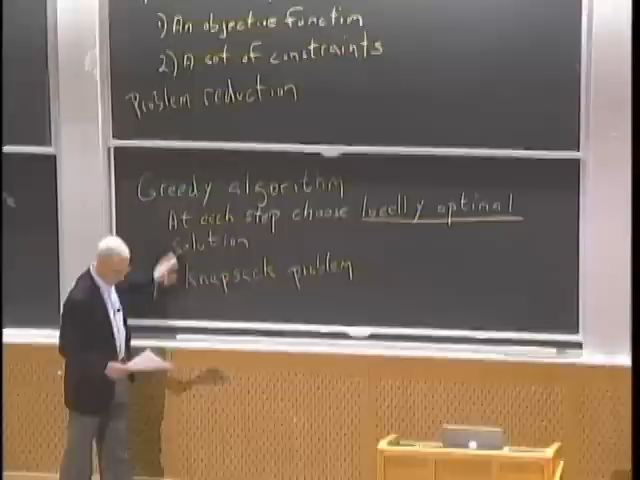 1) An objective function
2) A set of constraints
Problem reduction
Greedy algorithm
At each step choose locally optimal
solution
knapsack problem